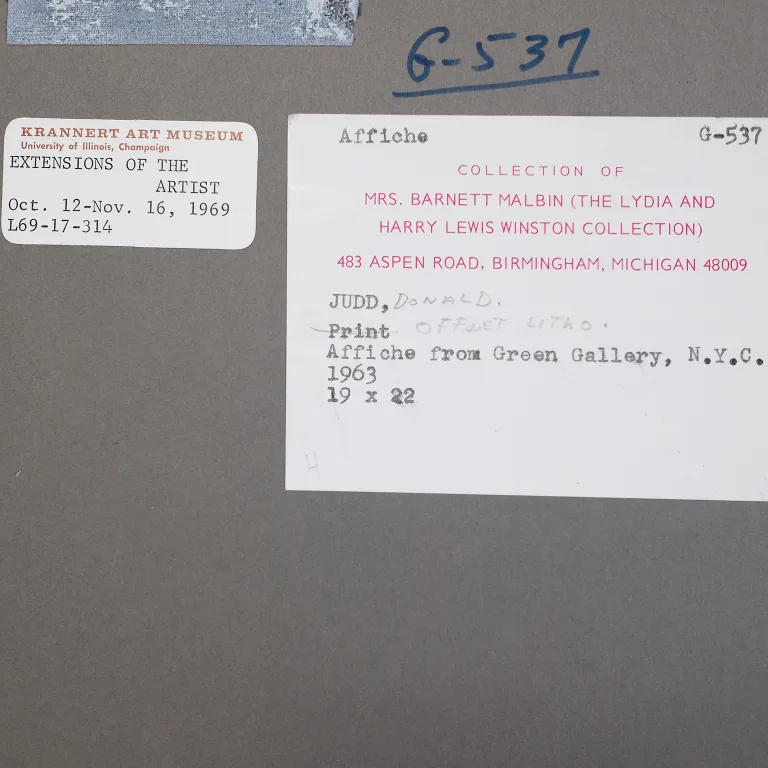 G-537
KRANNERT ART MUSEUM
University of Illinois, Champaign
EXTENSIONS OF THE
ARTIST
Oct. 12-Nov. 16, 1969
L69-17-314
Affiche G-537
COLLECTION OF
MRS. BARNETT MALBIN (THE LYDIA AND
HARRY LEWIS WINSTON COLLECTION)
483 ASPEN ROAD, BIRMINGHAM, MICHIGAN 48009
JUDD, DONALD.
Print OFFSET LITHO.
Affiche from Green Gallery, N.Y.C.
1963
19 x 22
4